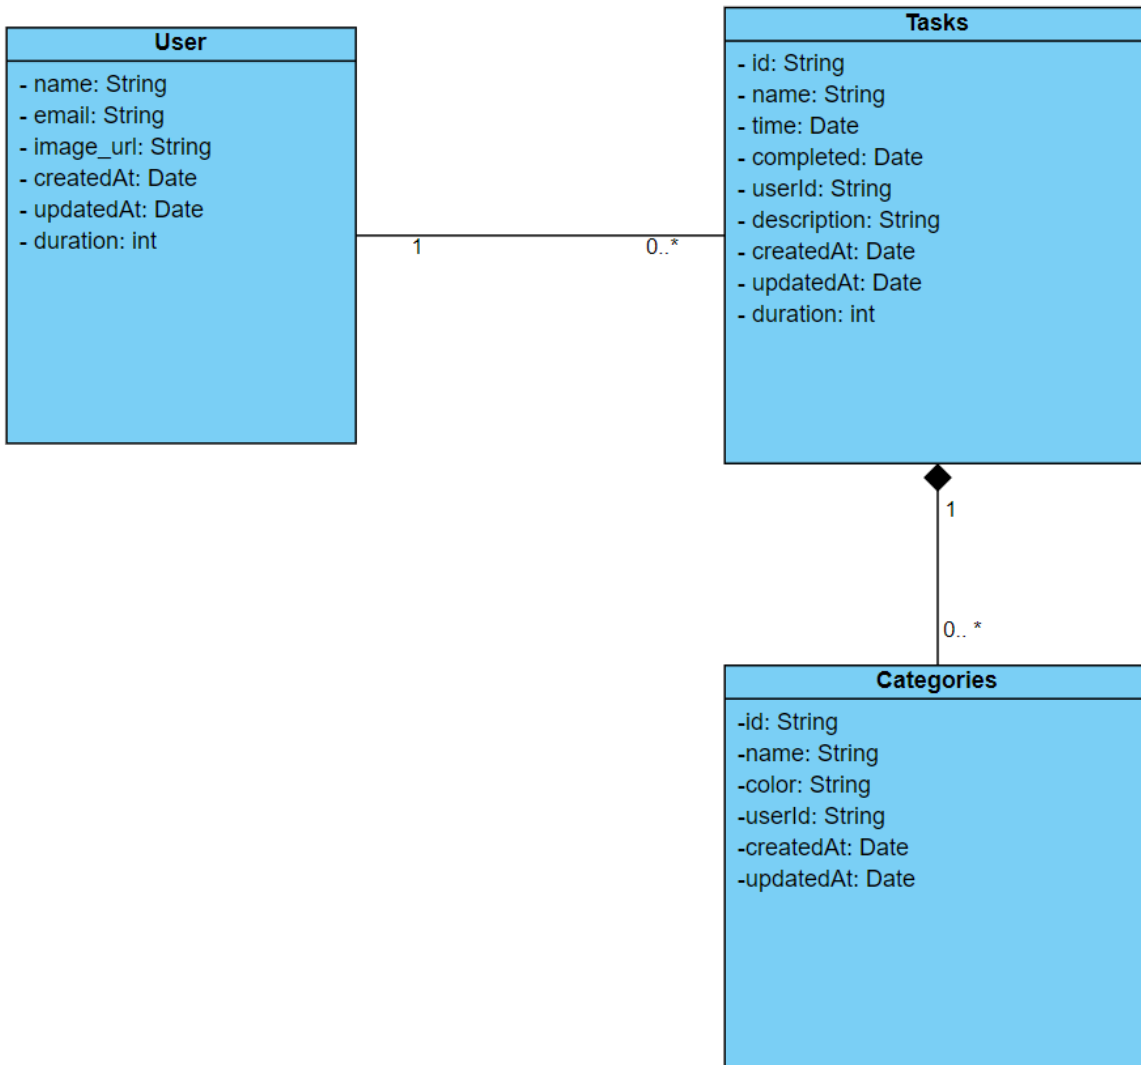 User
- name: String
- email: String
- image_url: String
- createdAt: Date
- updatedAt: Date
- duration: int
1
0..*
Tasks
- id: String
- name: String
- time: Date
- completed: Date
- userId: String
- description: String
- createdAt: Date
- updatedAt: Date
- duration: int
1
0.. *
Categories
-id: String
-name: String
-color: String
-userId: String
-createdAt: Date
-updatedAt: Date